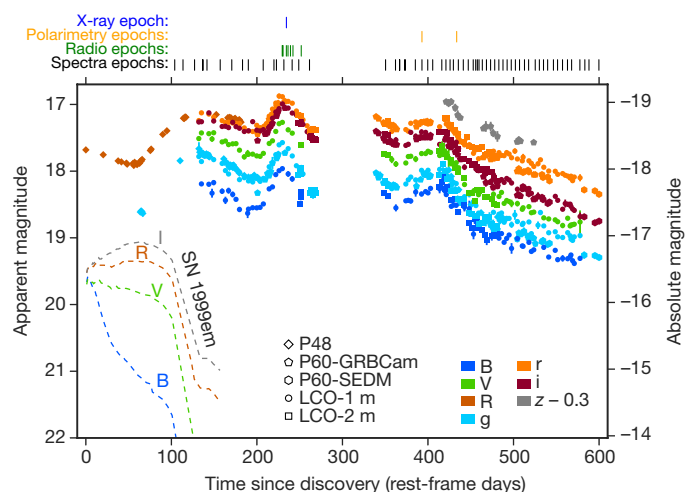 X-ray epoch:
Polarimetry epochs:
Radio epochs:
Spectra epochs:
17
18
19
20
21
22
Apparent magnitude
−19
−18
−17
−16
−15
−14
Absolute magnitude
I
R
V
B
SN 1999em
P48
P60-GRBCam
P60-SEDM
LCO-1 m
LCO-2 m
B
V
R
g
r
i
z − 0.3
0 100 200 300 400 500 600
Time since discovery (rest-frame days)